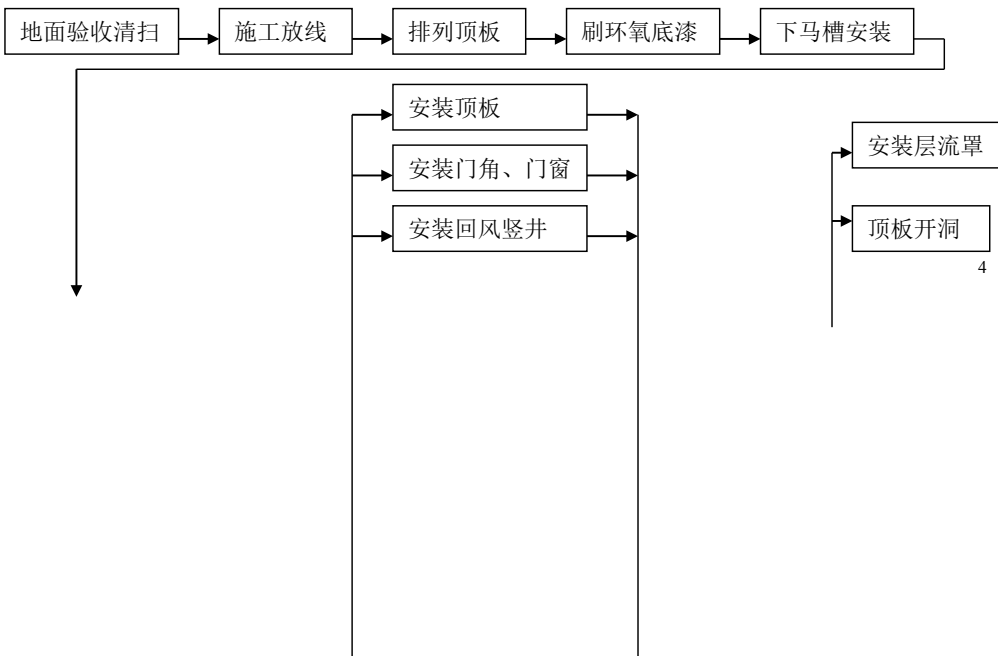 地面验收清扫
施工放线
排列顶板
刷环氧底漆
下马槽安装
安装顶板
安装门角、门窗
安装回风竖井
安装层流罩
顶板开洞
4